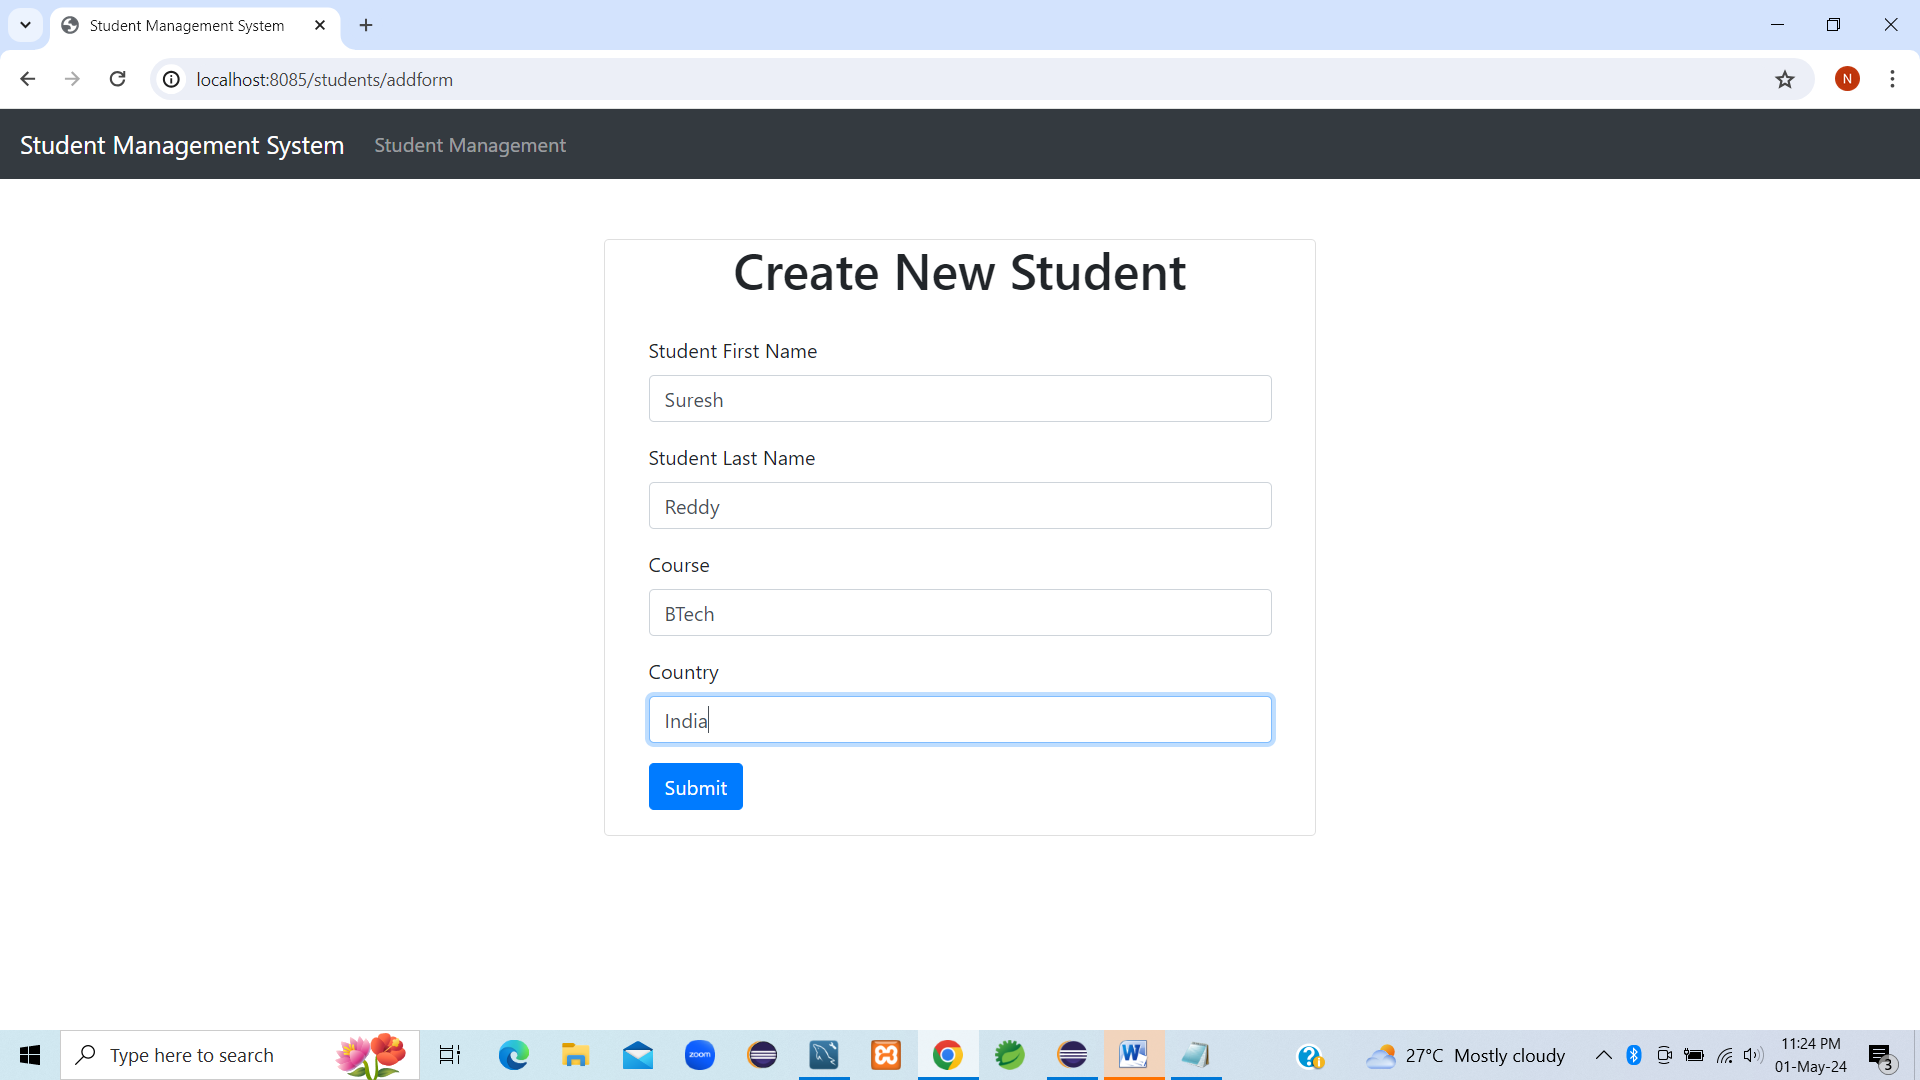 Student Management System
localhost:8085/students/addform
N
Student Management System Student Management
Create New Student
Student First Name
Suresh
Student Last Name
Reddy
Course
BTech
Country
India
Submit
Type here to search
zoom
W
27°C Mostly cloudy
11:24 PM
01-May-24
3